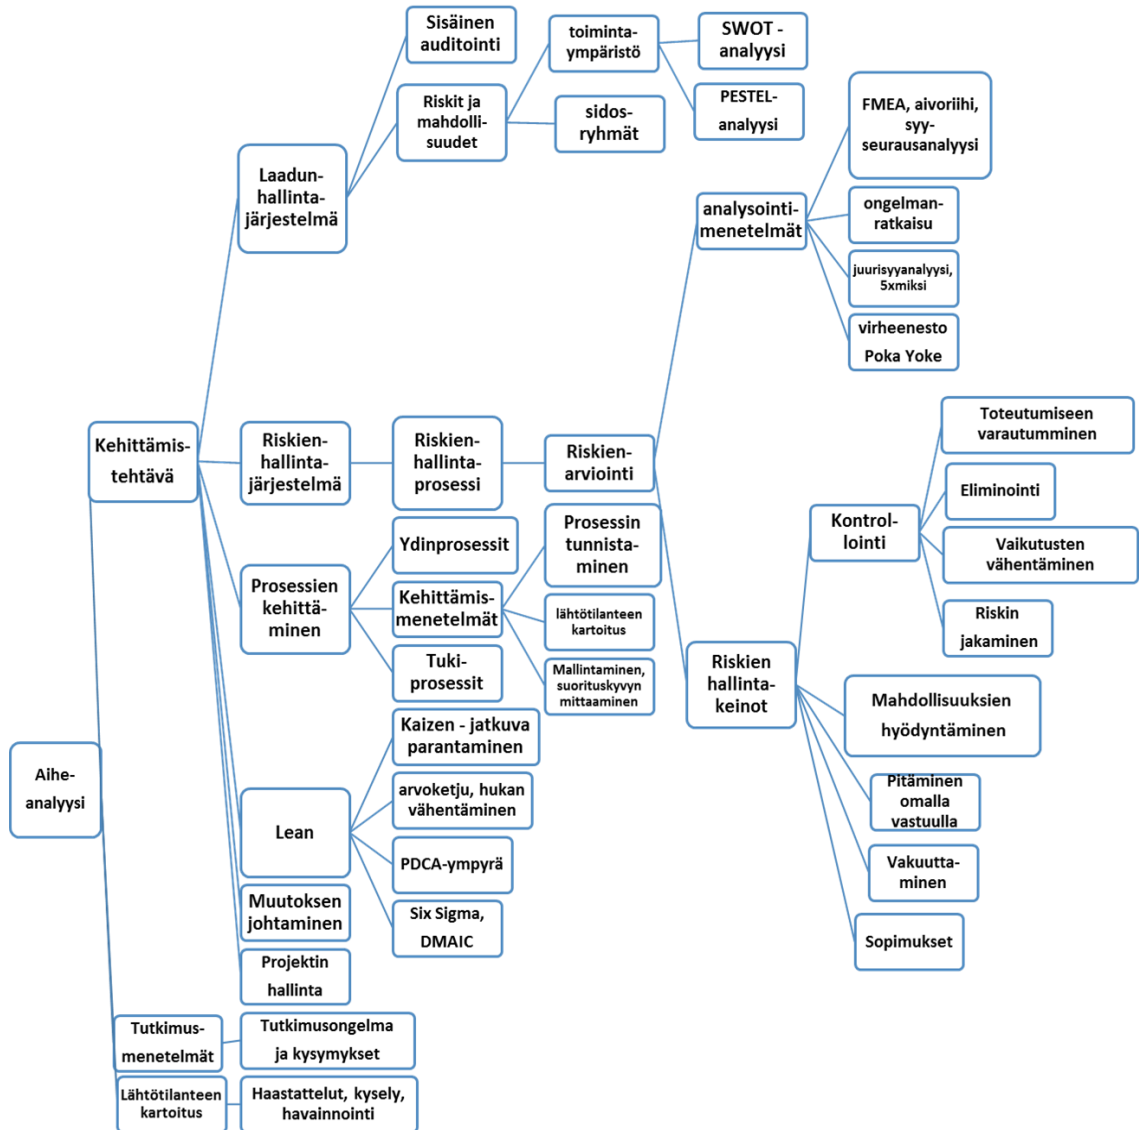 Sisäinen
auditointi
toiminta-
ympäristö
SWOT -
analyysi
Riskit ja
mahdolli-
suudet
sidos-
ryhmät
PESTEL-
analyysi
FMEA, aivoriihi,
syy-
seurausanalyysi
Laadun-
hallinta-
järjestelmä
analysointi-
menetelmät
ongelman-
ratkaisu
juurisyyanalyysi,
5xmiksi
virheenesto
Poka Yoke
Kehittämis-
tehtävä
Riskien-
hallinta-
järjestelmä
Riskien-
hallinta-
prosessi
Riskien-
arviointi
Toteutumiseen
varautumminen
Eliminointi
Kontrol-
lointi
Vaikutusten
vähentäminen
Riskin
jakaminen
Prosessien
kehittä-
minen
Ydinprosessit
Kehittämis-
menetelmät
Tuki-
prosessit
Prosessin
tunnista-
minen
lähtötilanteen
kartoitus
Mallintaminen,
suorituskyvyn
mittaaminen
Riskien
hallinta-
keinot
Mahdollisuuksien
hyödyntäminen
Pitäminen
omalla
vastuulla
Vakuutta-
minen
Sopimukset
Aihe-
analyysi
Lean
Kaizen - jatkuva
parantaminen
arvoketju, hukan
vähentäminen
PDCA-ympyrä
Six Sigma,
DMAIC
Muutoksen
johtaminen
Projektin
hallinta
Tutkimus-
menetelmät
Tutkimusongelma
ja kysymykset
Lähtötilanteen
kartoitus
Haastattelut, kysely,
havainnointi